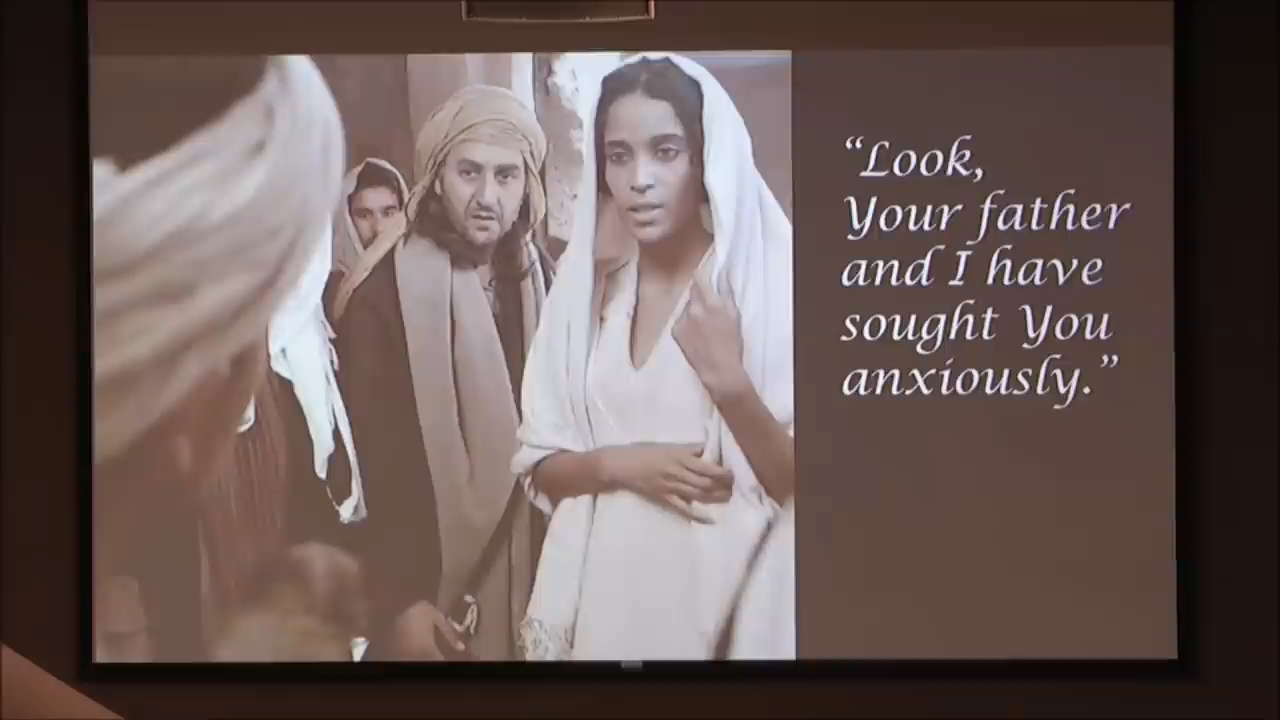 “Look,
Your father
and I have
sought You
anxiously.”